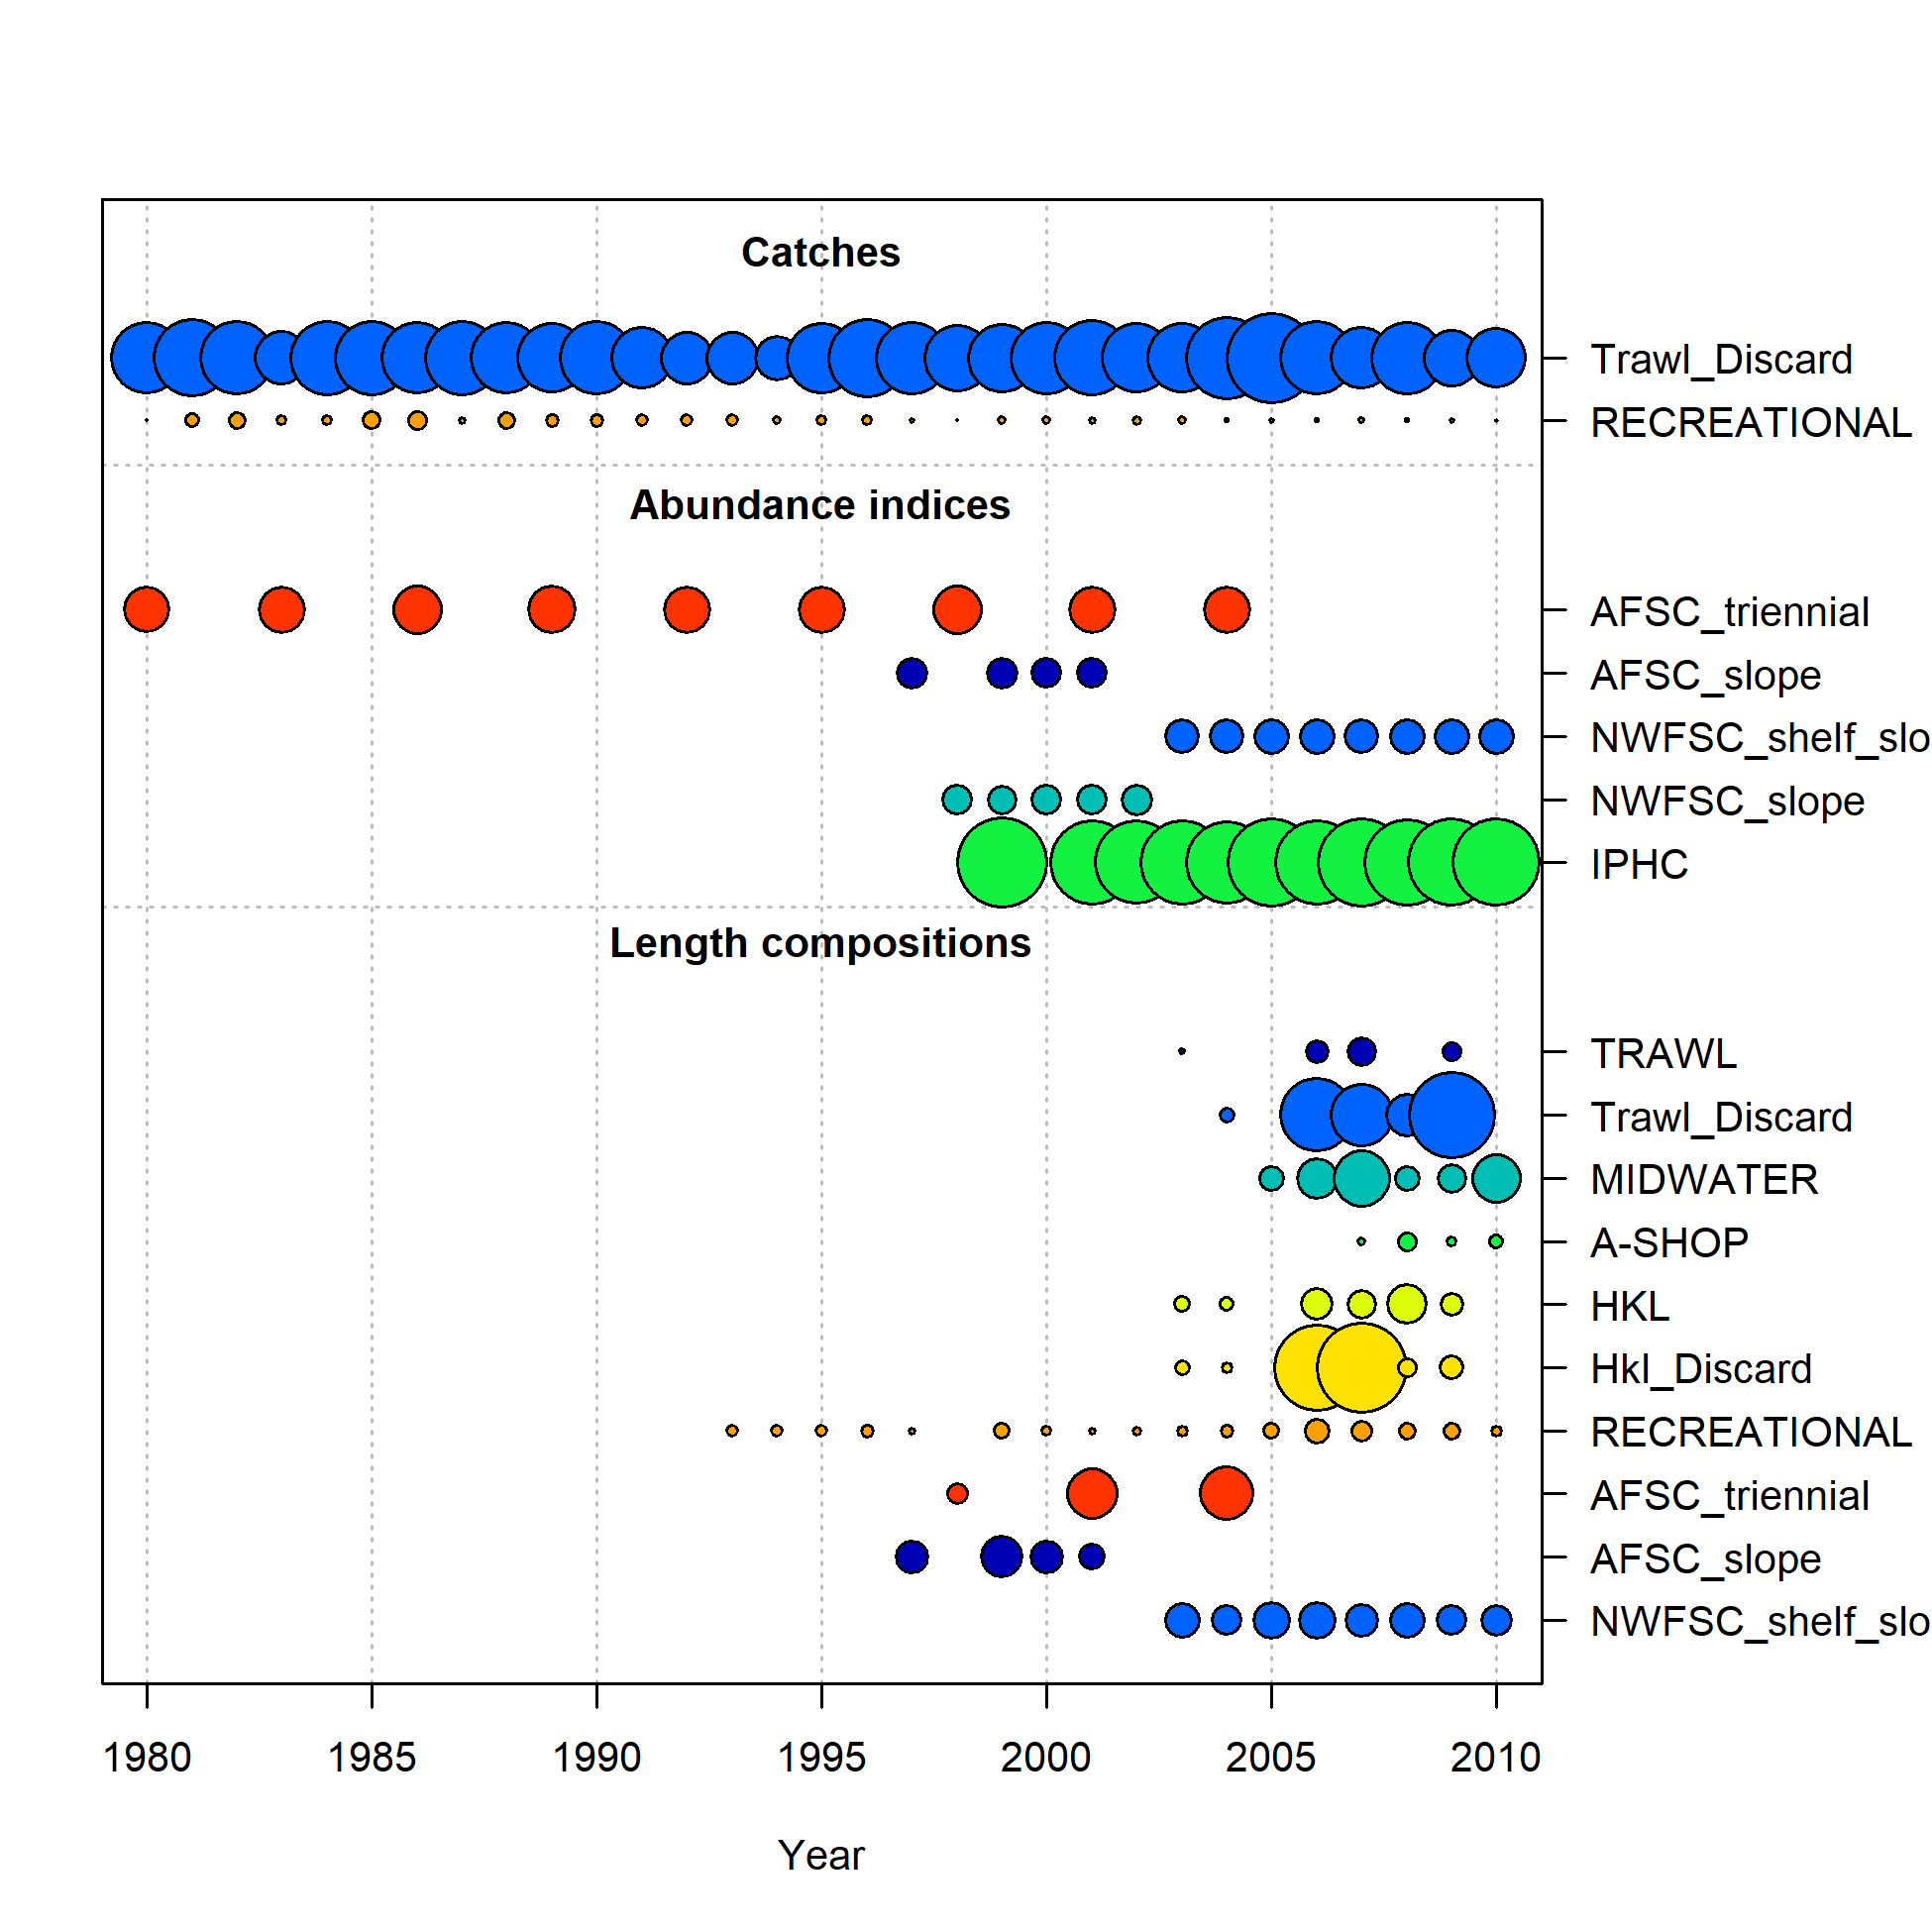 Catches
Trawl_Discard
RECREATIONAL
Abundance indices
AFSC_triennial
AFSC_slope
NWFSC_shelf_slo
NWFSC_slope
IPHC
Length compositions
TRAWL
Trawl_Discard
MIDWATER
A-SHOP
HKL
Hkl_Discard
RECREATIONAL
AFSC_triennial
AFSC_slope
NWFSC_shelf_slo
1980 1985 1990 1995 2000 2005 2010
Year